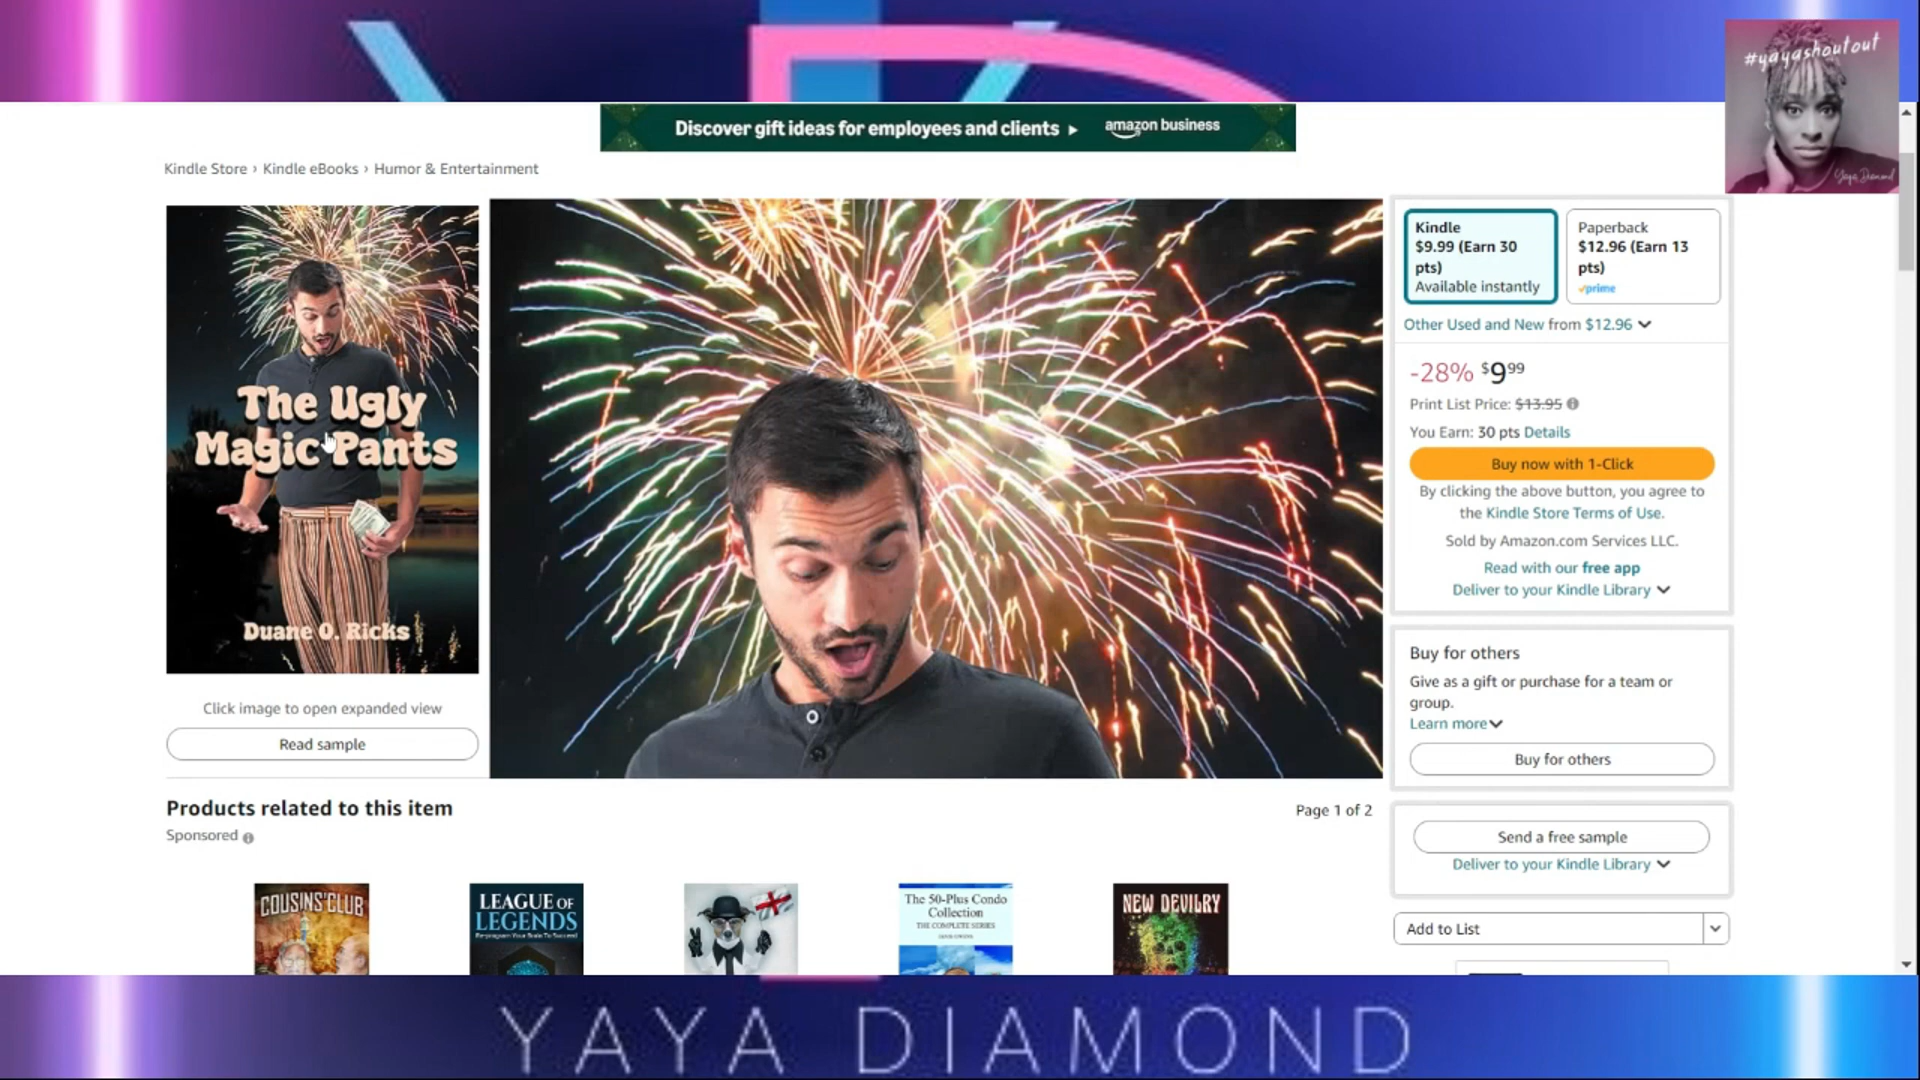 #yayashoutout
Yaya Diamond
Discover gift ideas for employees and clients ▸ amazon business
Kindle Store › Kindle eBooks › Humor & Entertainment
The Ugly
Magic Pants
Duane O. Ricks
Click image to open expanded view
Read sample
Kindle
$9.99 (Earn 30
pts)
Available instantly
Paperback
$12.96 (Earn 13
pts)
prime
Other Used and New from $12.96
-28% $9.99
Print List Price: $13.95
You Earn: 30 pts Details
Buy now with 1-Click
By clicking the above button, you agree to
the Kindle Store Terms of Use.
Sold by Amazon.com Services LLC.
Read with our free app
Deliver to your Kindle Library
Buy for others
Give as a gift or purchase for a team or
group.
Learn more
Buy for others
Send a free sample
Deliver to your Kindle Library
Add to List
Products related to this item
Page 1 of 2
Sponsored
COUSINS' CLUB
LEAGUE OF
LEGENDS
The 50-Plus Condo
Collection
THE COMPLETE SERIES
NEW DEVILRY
YAYA DIAMOND